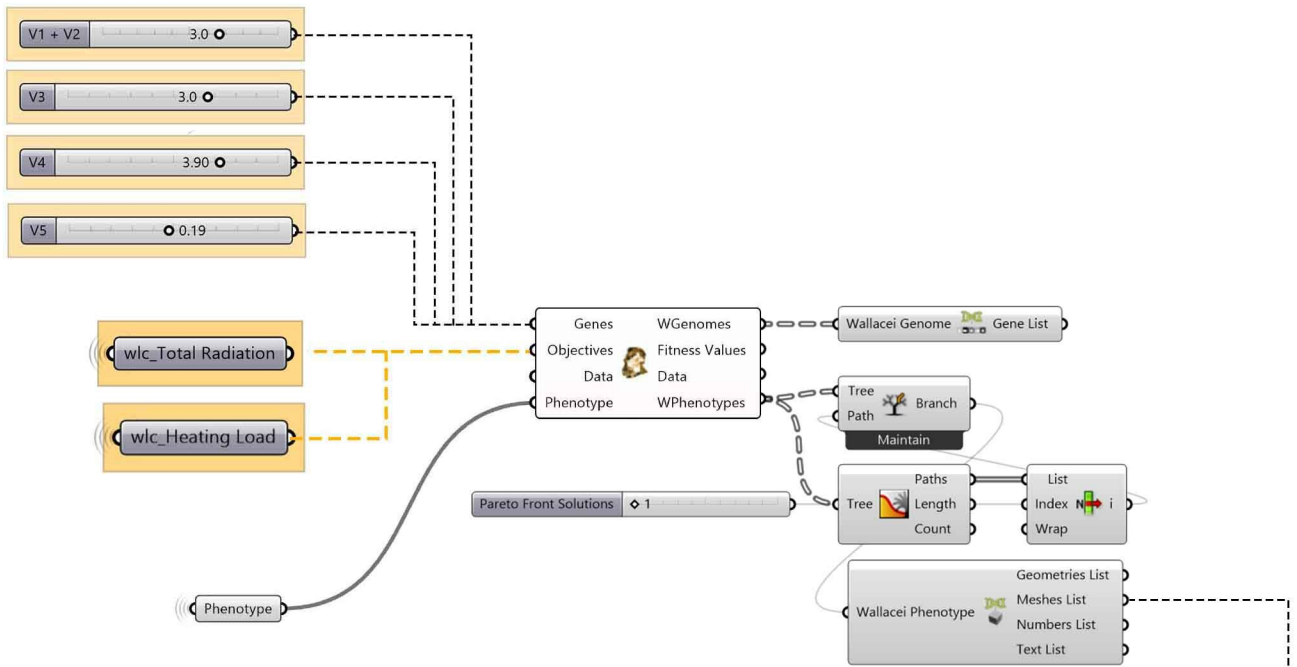 V1 + V2 3.0
V3 3.0
V4 3.90
V5 0.19
wlc_Total Radiation
wlc_Heating Load
Genes WGenomes
Objectives Fitness Values
Data Data
Phenotype WPhenotypes
Wallacei Genome Gene List
Tree Branch
Path
Maintain
Pareto Front Solutions 1
Paths
Tree Length
Count
List
Index N i
Wrap
Phenotype
Geometries List
Wallacei Phenotype Meshes List
Numbers List
Text List